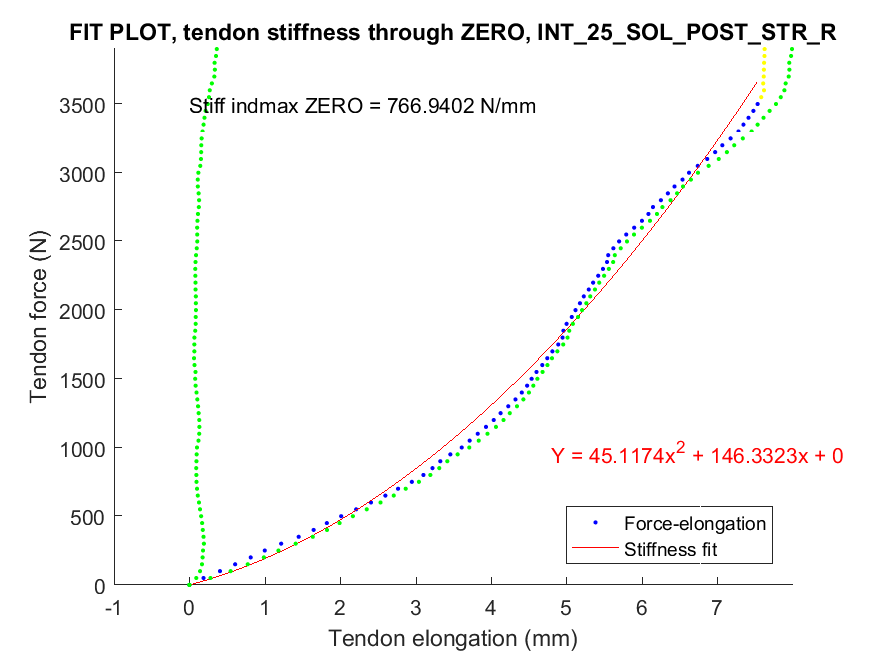 FIT PLOT, tendon stiffness through ZERO, INT_25_SOL_POST_STR_R
Stiff indmax ZERO = 766.9402 N/mm
Tendon force (N)
3500
3000
2500
2000
1500
1000
500
0
Y = 45.1174x² + 146.3323x + 0
Force-elongation
Stiffness fit
-1 0 1 2 3 4 5 6 7
Tendon elongation (mm)